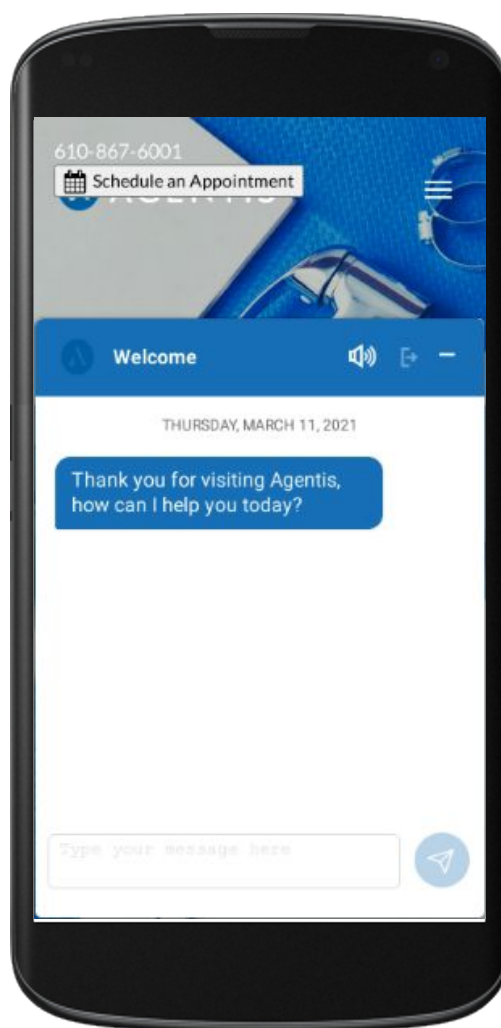 610-867-6001
Schedule an Appointment
AGENTIS
Welcome
THURSDAY, MARCH 11, 2021
Thank you for visiting Agentis,
how can I help you today?
Type your message here